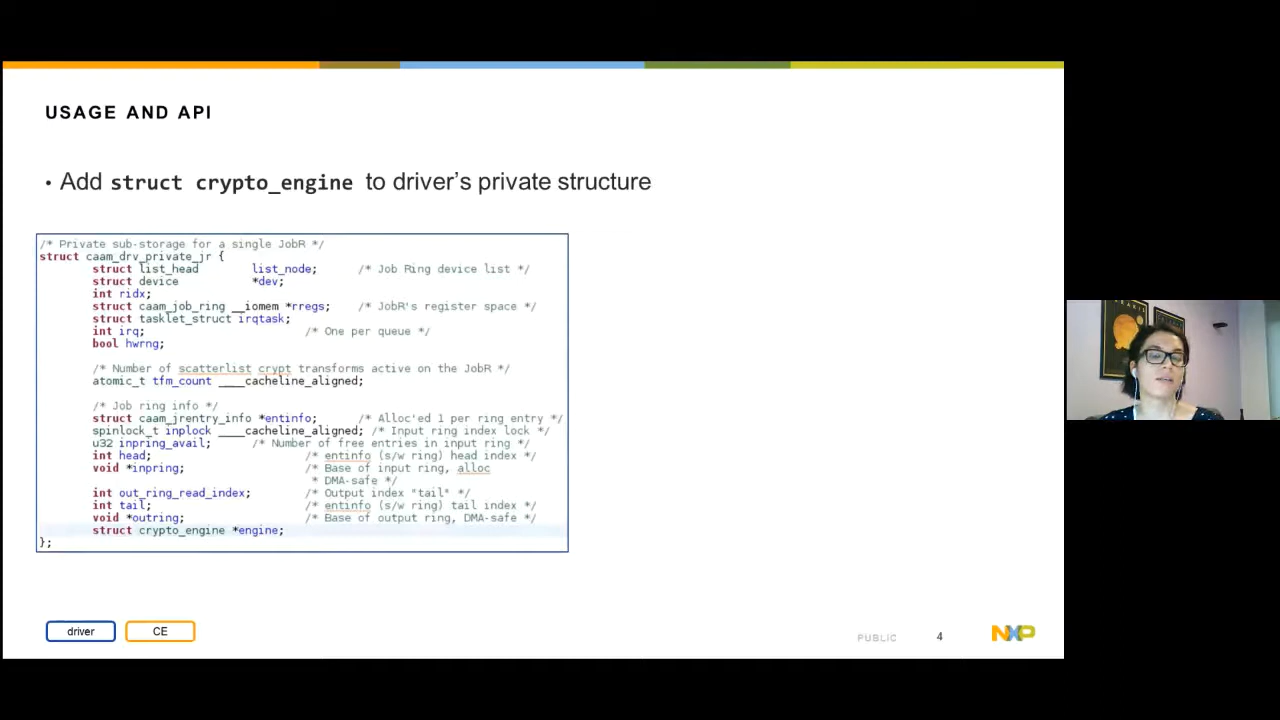 USAGE AND API
• Add struct crypto_engine to driver's private structure
/* Private sub-storage for a single JobR */
struct caam_drv_private_jr {
struct list_head list_node; /* Job Ring device list */
struct device *dev;
int ridx;
struct caam_job_ring __iomem *rregs; /* JobR's register space */
struct tasklet_struct irqtask;
int irq; /* One per queue */
bool hwrng;
/* Number of scatterlist crypt transforms active on the JobR */
atomic_t tfm_count ____cacheline_aligned;
/* Job ring info */
struct caam_jrentry_info *entinfo; /* Alloc'ed 1 per ring entry */
spinlock_t inplock ____cacheline_aligned; /* Input ring index lock */
u32 inpring_avail; /* Number of free entries in input ring */
int head; /* entinfo (s/w ring) head index */
void *inpring; /* Base of input ring, alloc
* DMA-safe */
int out_ring_read_index; /* Output index "tail" */
int tail; /* entinfo (s/w ring) tail index */
void *outring; /* Base of output ring, DMA-safe */
struct crypto_engine *engine;
};
driver CE
PUBLIC 4 NXP